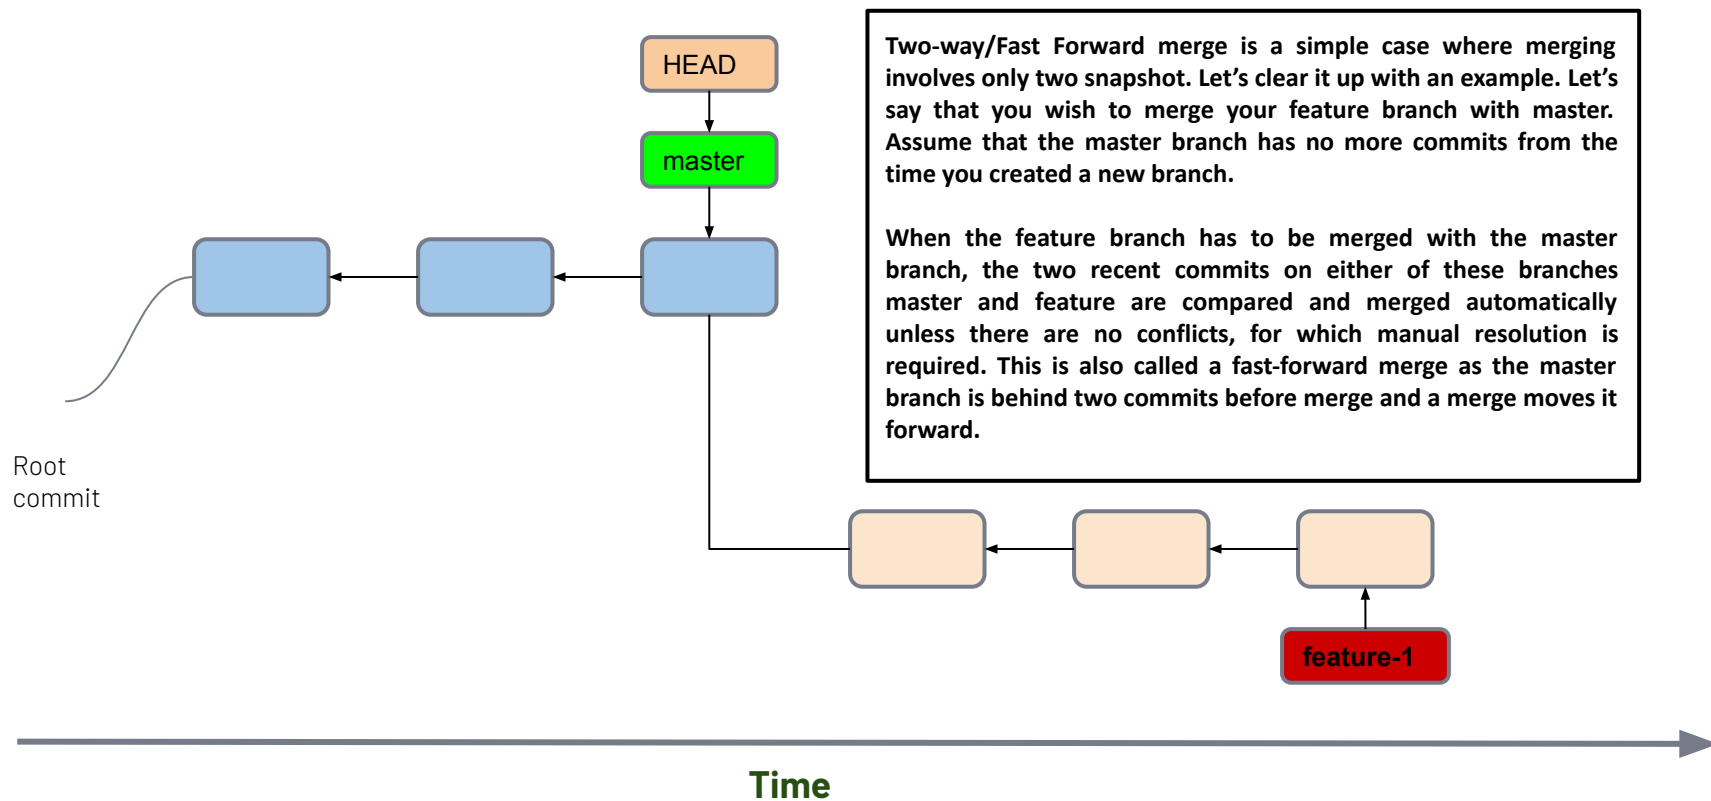 HEAD
master
Two-way/Fast Forward merge is a simple case where merging
involves only two snapshot. Let’s clear it up with an example. Let’s
say that you wish to merge your feature branch with master.
Assume that the master branch has no more commits from the
time you created a new branch.
When the feature branch has to be merged with the master
branch, the two recent commits on either of these branches
master and feature are compared and merged automatically
unless there are no conflicts, for which manual resolution is
required. This is also called a fast-forward merge as the master
branch is behind two commits before merge and a merge moves it
forward.
Root
commit
feature-1
Time